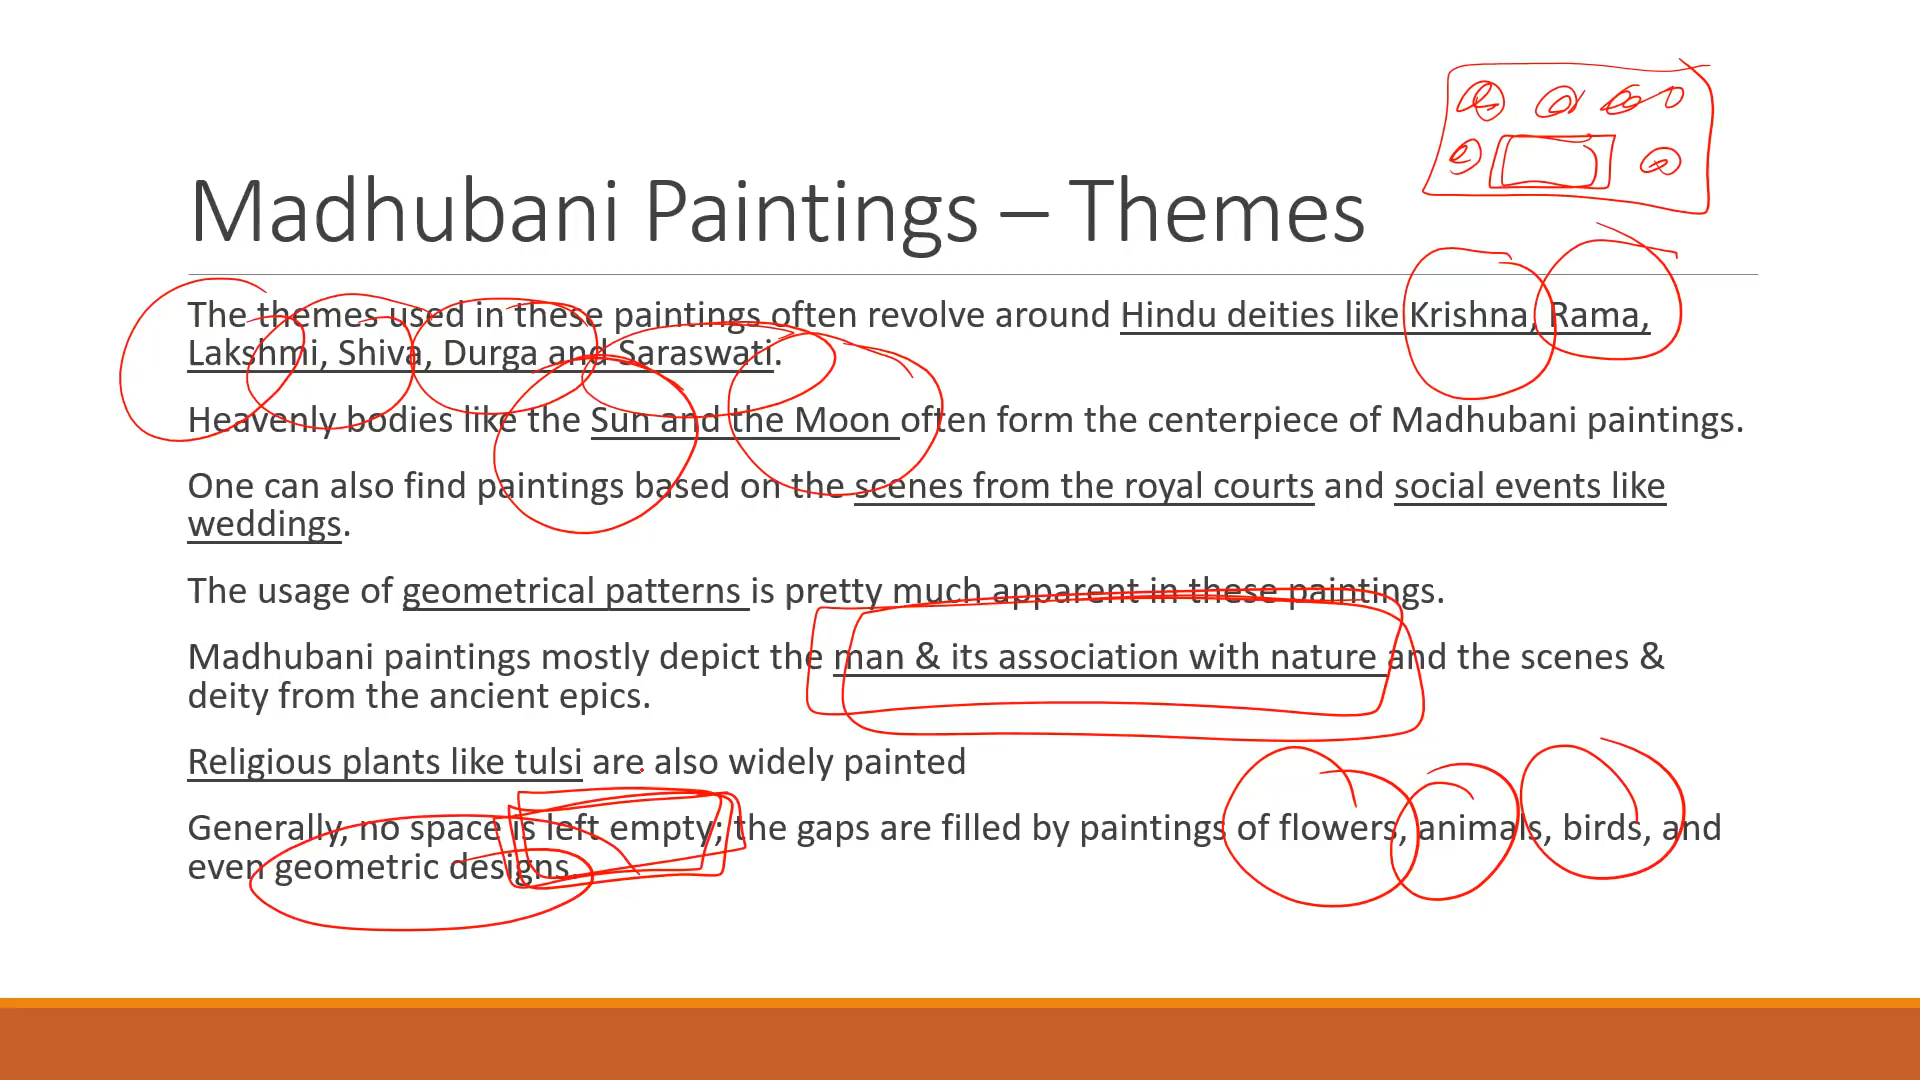 Madhubani Paintings – Themes
The themes used in these paintings often revolve around Hindu deities like Krishna, Rama,
Lakshmi, Shiva, Durga and Saraswati.
Heavenly bodies like the Sun and the Moon often form the centerpiece of Madhubani paintings.
One can also find paintings based on the scenes from the royal courts and social events like
weddings.
The usage of geometrical patterns is pretty much apparent in these paintings.
Madhubani paintings mostly depict the man & its association with nature and the scenes &
deity from the ancient epics.
Religious plants like tulsi are also widely painted
Generally, no space is left empty; the gaps are filled by paintings of flowers, animals, birds, and
even geometric designs.